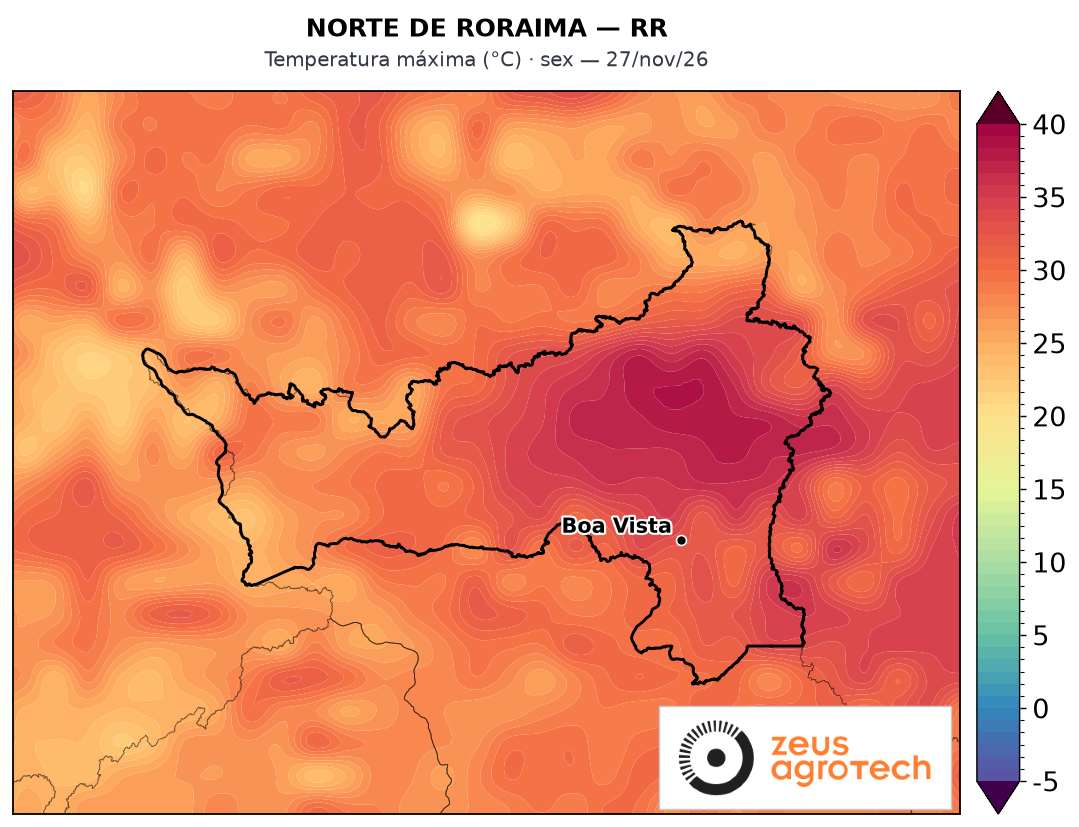 NORTE DE RORAIMA — RR
Temperatura máxima (°C) · sex — 27/nov/26
40
35
30
25
20
15
10
5
0
-5
Boa Vista
zeus
agrotech